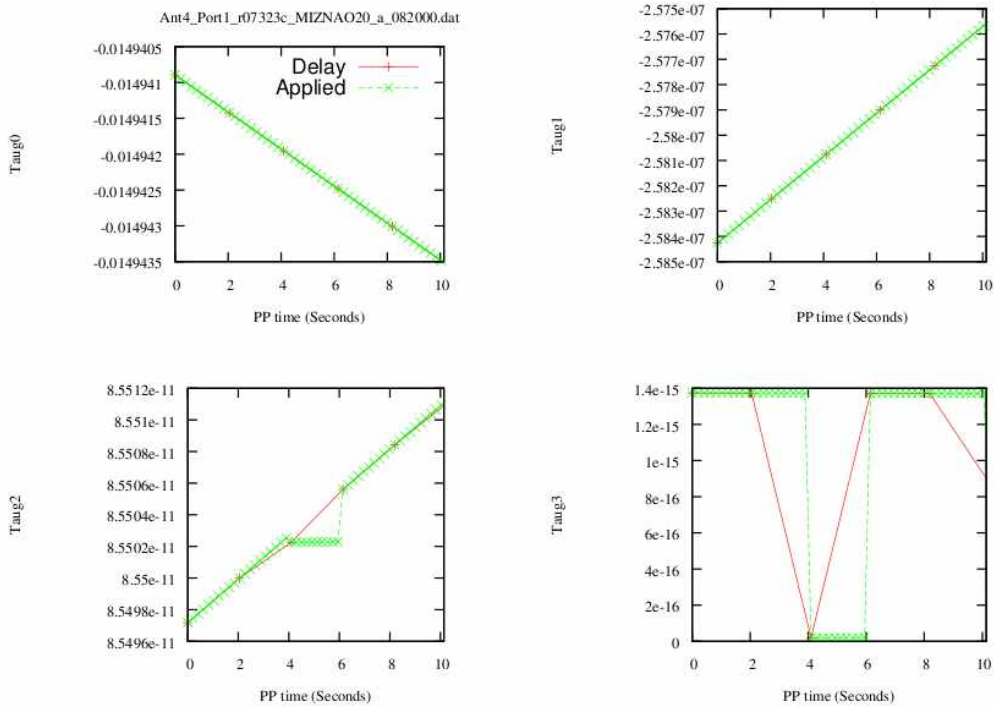 Ant4_Port1_r07323c_MIZNAO20_a_082000.dat
-0.0149405
-0.014941
-0.0149415
-0.014942
-0.0149425
-0.014943
-0.0149435
Taug0
Delay
Applied
0 2 4 6 8 10
PP time (Seconds)
-2.575e-07
-2.576e-07
-2.577e-07
-2.578e-07
-2.579e-07
-2.58e-07
-2.581e-07
-2.582e-07
-2.583e-07
-2.584e-07
-2.585e-07
Taug1
0 2 4 6 8 10
PP time (Seconds)
8.5512e-11
8.551e-11
8.5508e-11
8.5506e-11
8.5504e-11
8.5502e-11
8.55e-11
8.5498e-11
8.5496e-11
Taug2
0 2 4 6 8 10
PP time (Seconds)
1.4e-15
1.2e-15
1e-15
8e-16
6e-16
4e-16
2e-16
0
Taug3
0 2 4 6 8 10
PP time (Seconds)